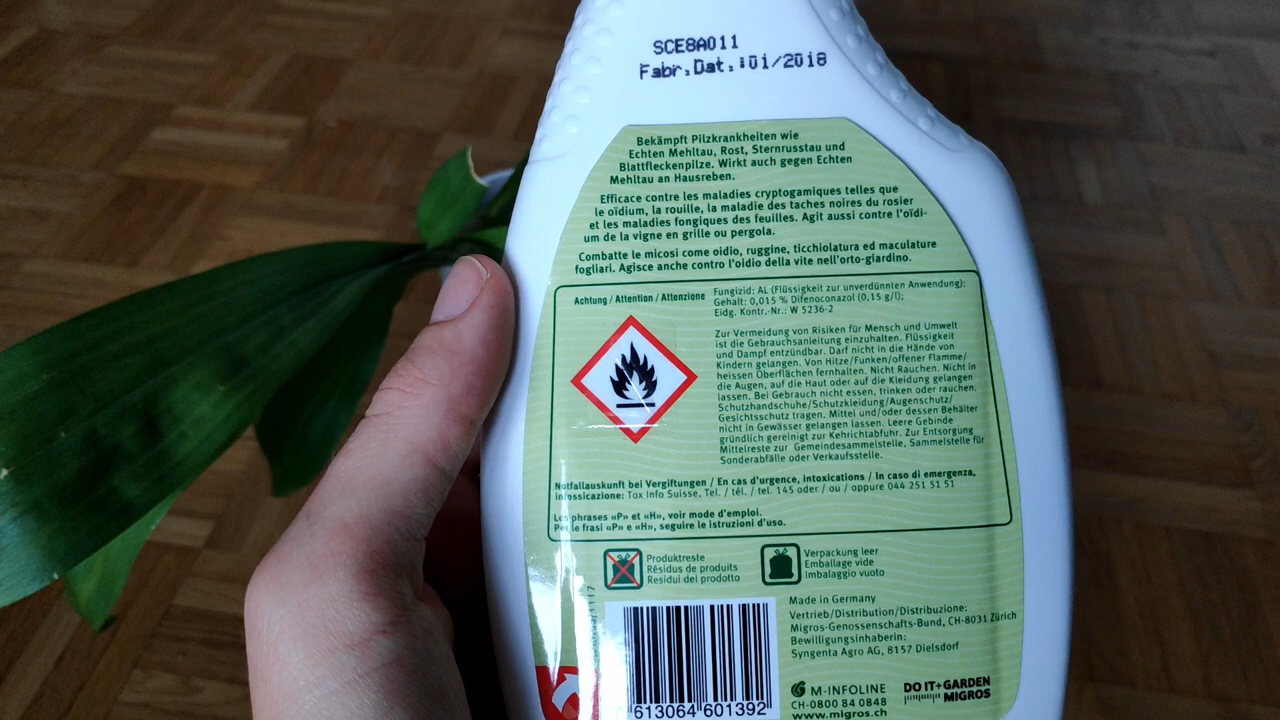 SCE8A011
Fabr.Dat.:01/2018
Bekämpft Pilzkrankheiten wie
Echten Mehltau, Rost, Sternrusstau und
Blattfleckenpilze. Wirkt auch gegen Echten
Mehltau an Hausreben.
Efficace contre les maladies cryptogamiques telles que
le oïdium, la rouille, la maladie des taches noires du rosier
et les maladies fongiques des feuilles. Agit aussi contre l'oïdi-
um de la vigne en grille ou pergola.
Combatte le micosi come oidio, ruggine, ticchiolatura ed maculature
fogliari. Agisce anche contro l'oidio della vite nell'orto-giardino.
Achtung / Attention / Attenzione
Fungizid: AL (Flüssigkeit zur unverdünnten Anwendung);
Gehalt: 0,015 % Difenoconazol (0,15 g/l);
Eidg. Kontr.-Nr.: W 5236-2
Zur Vermeidung von Risiken für Mensch und Umwelt
ist die Gebrauchsanleitung einzuhalten. Flüssigkeit
und Dampf entzündbar. Darf nicht in die Hände von
Kindern gelangen. Von Hitze/Funken/offener Flamme/
heissen Oberflächen fernhalten. Nicht Rauchen. Nicht in
die Augen, auf die Haut oder auf die Kleidung gelangen
lassen. Bei Gebrauch nicht essen, trinken oder rauchen.
Schutzhandschuhe/Schutzkleidung/Augenschutz/
Gesichtsschutz tragen. Mittel und/oder dessen Behälter
nicht in Gewässer gelangen lassen. Leere Gebinde
gründlich gereinigt zur Kehrichtabfuhr. Zur Entsorgung
Mittelreste zur Gemeindesammelstelle, Sammelstelle für
Sonderabfälle oder Verkaufsstelle.
Notfallauskunft bei Vergiftungen / En cas d'urgence, intoxications / In caso di emergenza,
intossicazione: Tox Info Suisse, Tel. / tél. / tel. 145 oder / ou / oppure 044 251 51 51
Les phrases «P» et «H», voir mode d'emploi.
Per le frasi «P» e «H», seguire le istruzioni d'uso.
Produktreste
Résidus de produits
Residui del prodotto
Verpackung leer
Emballage vide
Imballaggio vuoto
Made in Germany
Vertrieb/Distribution/Distribuzione:
Migros-Genossenschafts-Bund, CH-8031 Zürich
Bewilligungsinhaberin:
Syngenta Agro AG, 8157 Dielsdorf
613064 601392
M-INFOLINE
CH-0800 84 0848
www.migros.ch
DO IT+GARDEN
MIGROS